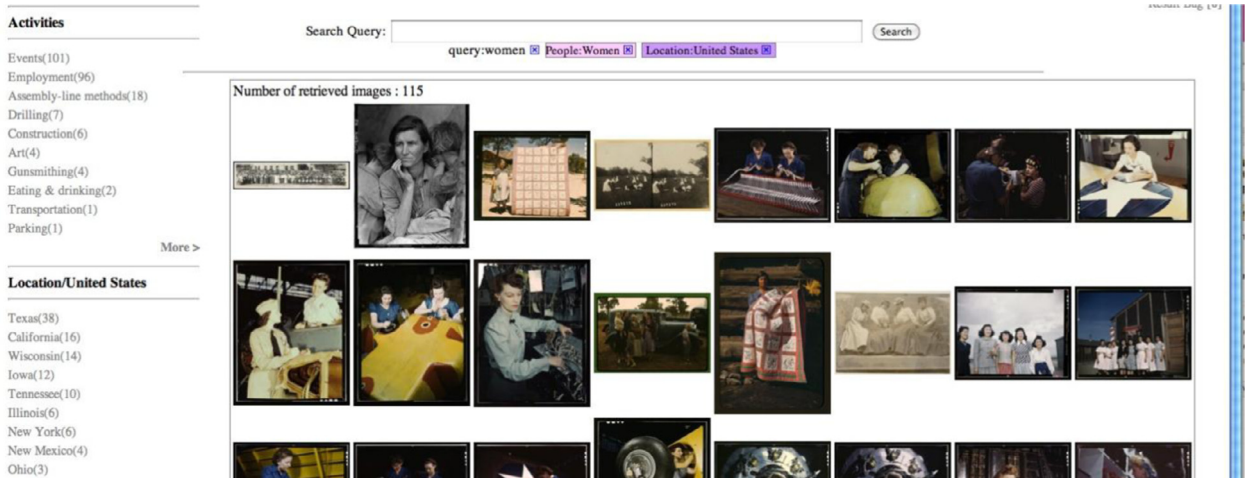 Activities
Events(101)
Employment(96)
Assembly-line methods(18)
Drilling(7)
Construction(6)
Art(4)
Gunsmithing(4)
Eating & drinking(2)
Transportation(1)
Parking(1)
More >
Location/United States
Texas(38)
California(16)
Wisconsin(14)
Iowa(12)
Tennessee(10)
Illinois(6)
New York(6)
New Mexico(4)
Ohio(3)
Search Query:
Search
query:women
People:Women
Location:United States
Number of retrieved images : 115